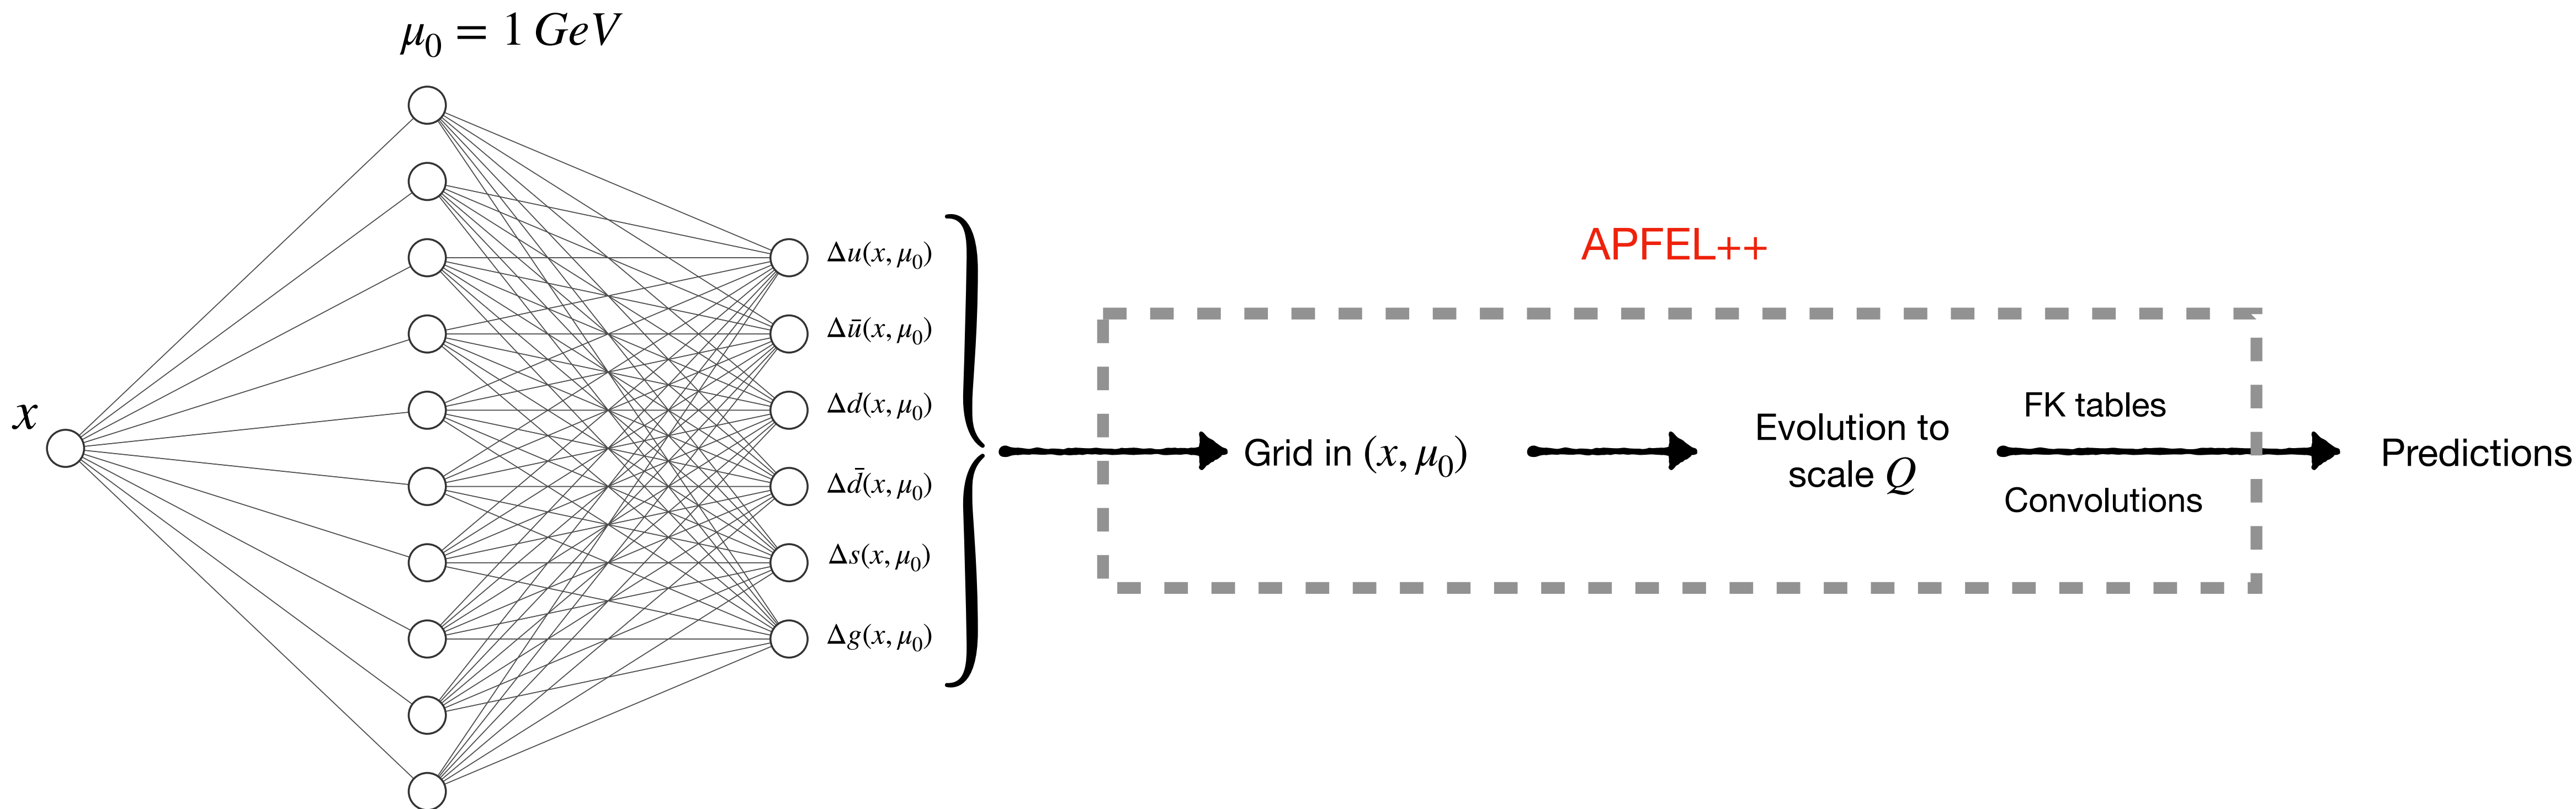 μ₀ = 1 GeV
x
Δu(x, μ₀)
Δū(x, μ₀)
Δd(x, μ₀)
Δd̄(x, μ₀)
Δs(x, μ₀)
Δg(x, μ₀)
APFEL++
Grid in (x, μ₀)
Evolution to
scale Q
FK tables
Convolutions
Predictions